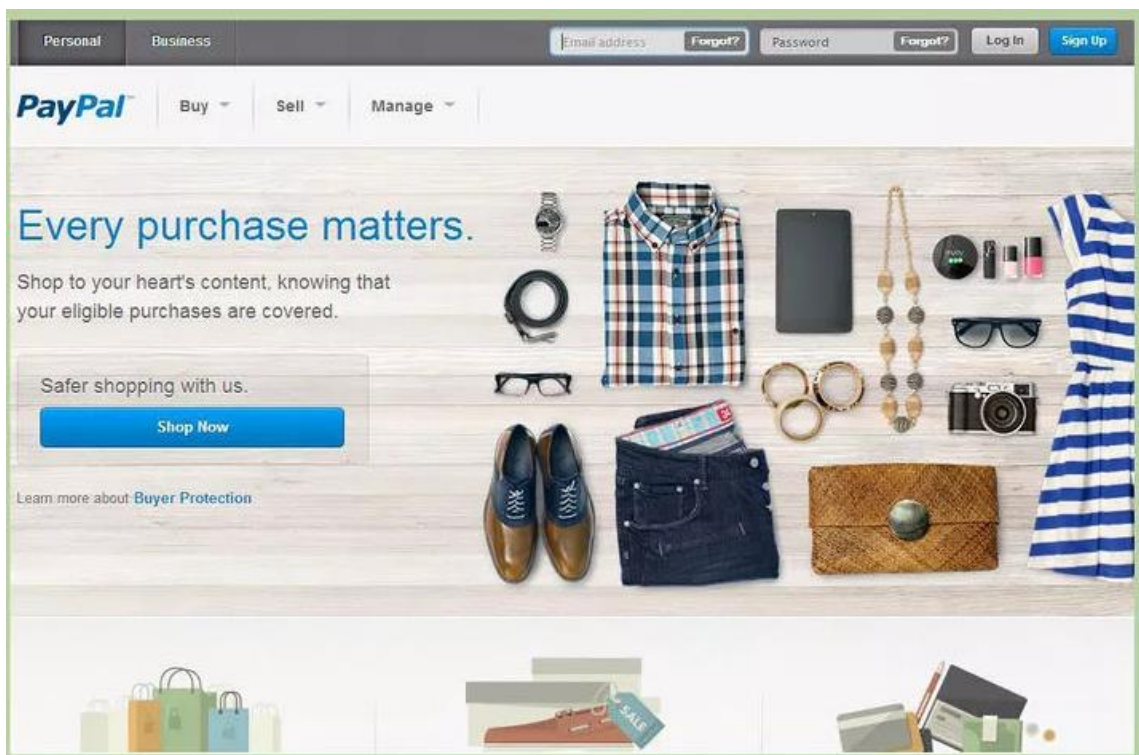 Personal
Business
Email address
Forgot?
Password
Forgot?
Log In
Sign Up
PayPal™
Buy
Sell
Manage
Every purchase matters.
Shop to your heart's content, knowing that
your eligible purchases are covered.
Safer shopping with us.
Shop Now
Learn more about Buyer Protection
SALE